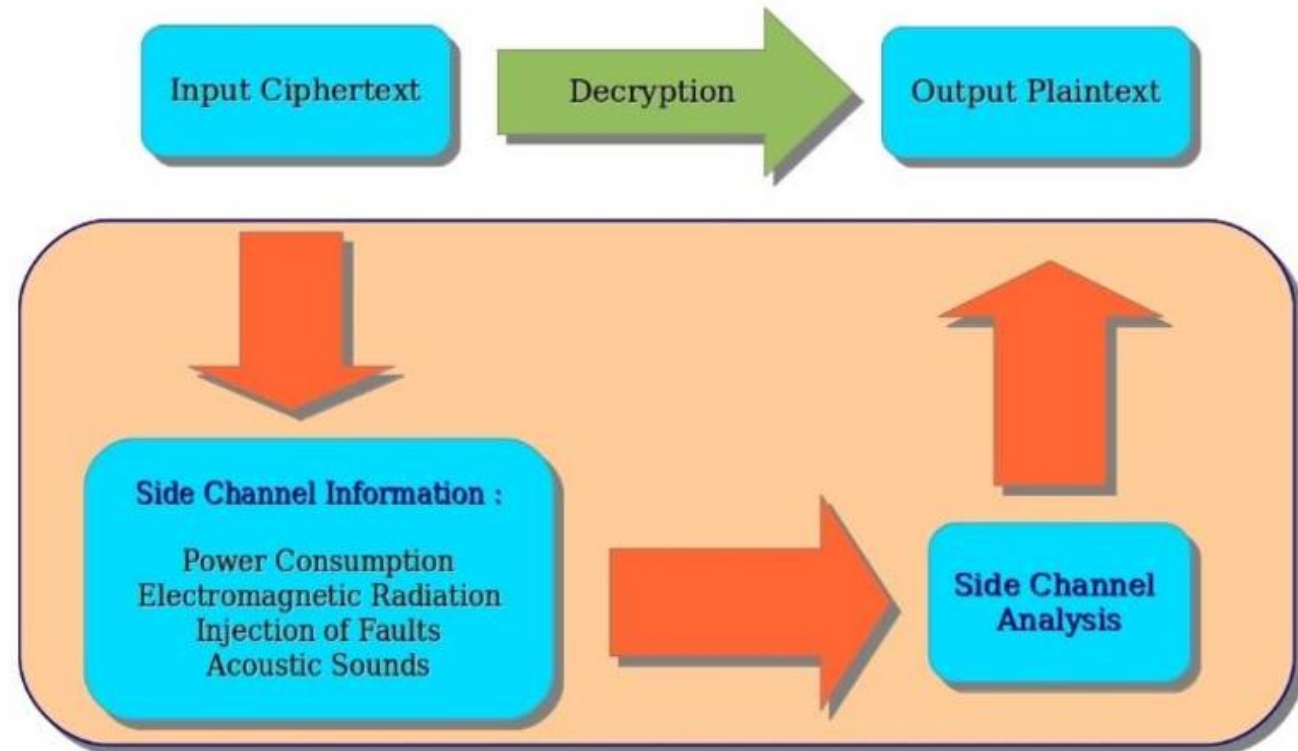 Input Ciphertext
Decryption
Output Plaintext
Side Channel Information :
Power Consumption
Electromagnetic Radiation
Injection of Faults
Acoustic Sounds
Side Channel
Analysis